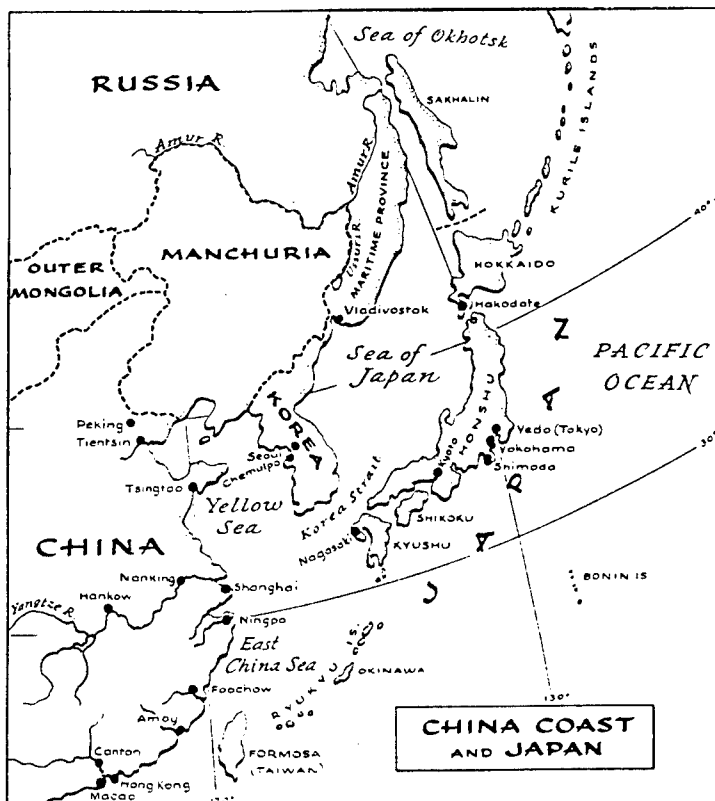 Sea of Okhotsk
RUSSIA
SAKHALIN
KURILE ISLANDS
Amur R.
Amur R.
MARITIME PROVINCE
Ussuri R.
40°
MANCHURIA
OUTER
MONGOLIA
HOKKAIDO
Hakodate
Vladivostok
Sea of
Japan
PACIFIC
OCEAN
JAPAN
KOREA
HONSHU
Peking
Tientsin
Yedo (Tokyo)
Yokohama
Shimoda
30°
Kyoto
Seoul
Chemulpo
Tsingtao
Yellow
Sea
Korea Strait
SHIKOKU
Nagasaki
KYUSHU
CHINA
Nanking
Shanghai
BONIN IS
Hankow
Yangtze R.
Ningpo
East
China Sea
RYUKYU IS.
OKINAWA
Foochow
130°
Amoy
CHINA COAST
AND JAPAN
Canton
FORMOSA
(TAIWAN)
Hong Kong
Macao